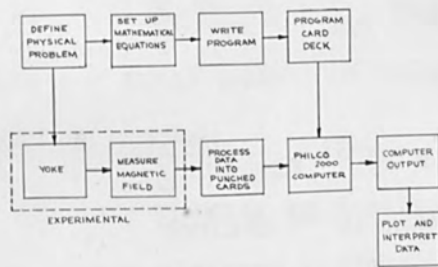 DEFINE
PHYSICAL
PROBLEM
SET UP
MATHEMATICAL
EQUATIONS
WRITE
PROGRAM
PROGRAM
CARD
DECK
YOKE
MEASURE
MAGNETIC
FIELD
PROCESS
DATA
INTO
PUNCHED
CARDS
PHILCO
2000
COMPUTER
COMPUTER
OUTPUT
EXPERIMENTAL
PLOT AND
INTERPRET
DATA